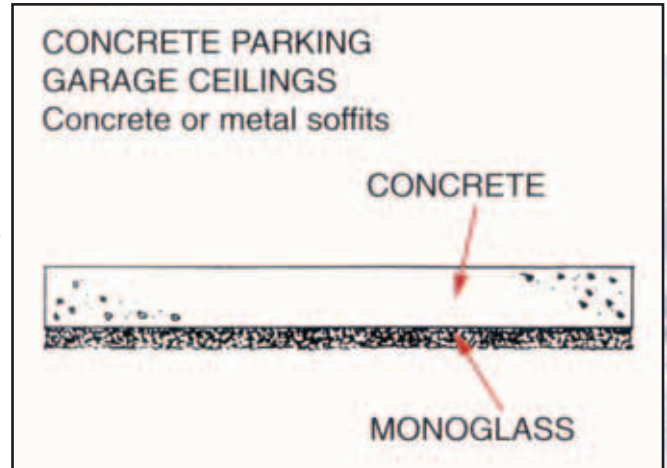 CONCRETE PARKING
GARAGE CEILINGS
Concrete or metal soffits
CONCRETE
MONOGLASS